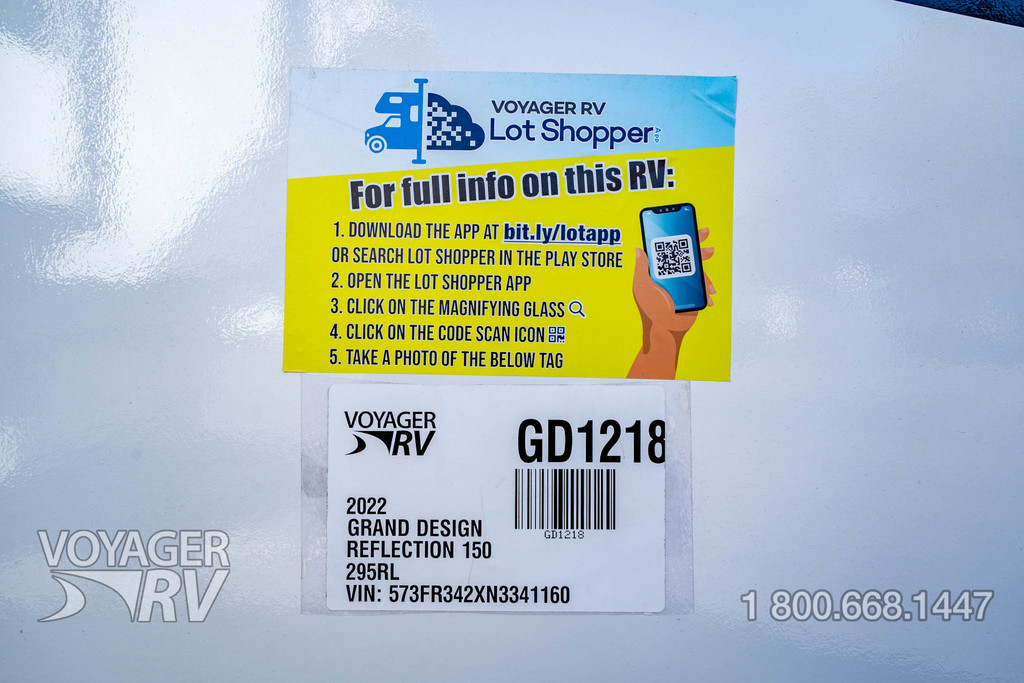 VOYAGER RV
Lot Shopper App
For full info on this RV:
1. DOWNLOAD THE APP AT bit.ly/lotapp
OR SEARCH LOT SHOPPER IN THE PLAY STORE
2. OPEN THE LOT SHOPPER APP
3. CLICK ON THE MAGNIFYING GLASS
4. CLICK ON THE CODE SCAN ICON
5. TAKE A PHOTO OF THE BELOW TAG
VOYAGER
RV
GD1218
GD1218
2022
GRAND DESIGN
REFLECTION 150
295RL
VIN: 573FR342XN3341160
VOYAGER
RV
1 800.668.1447